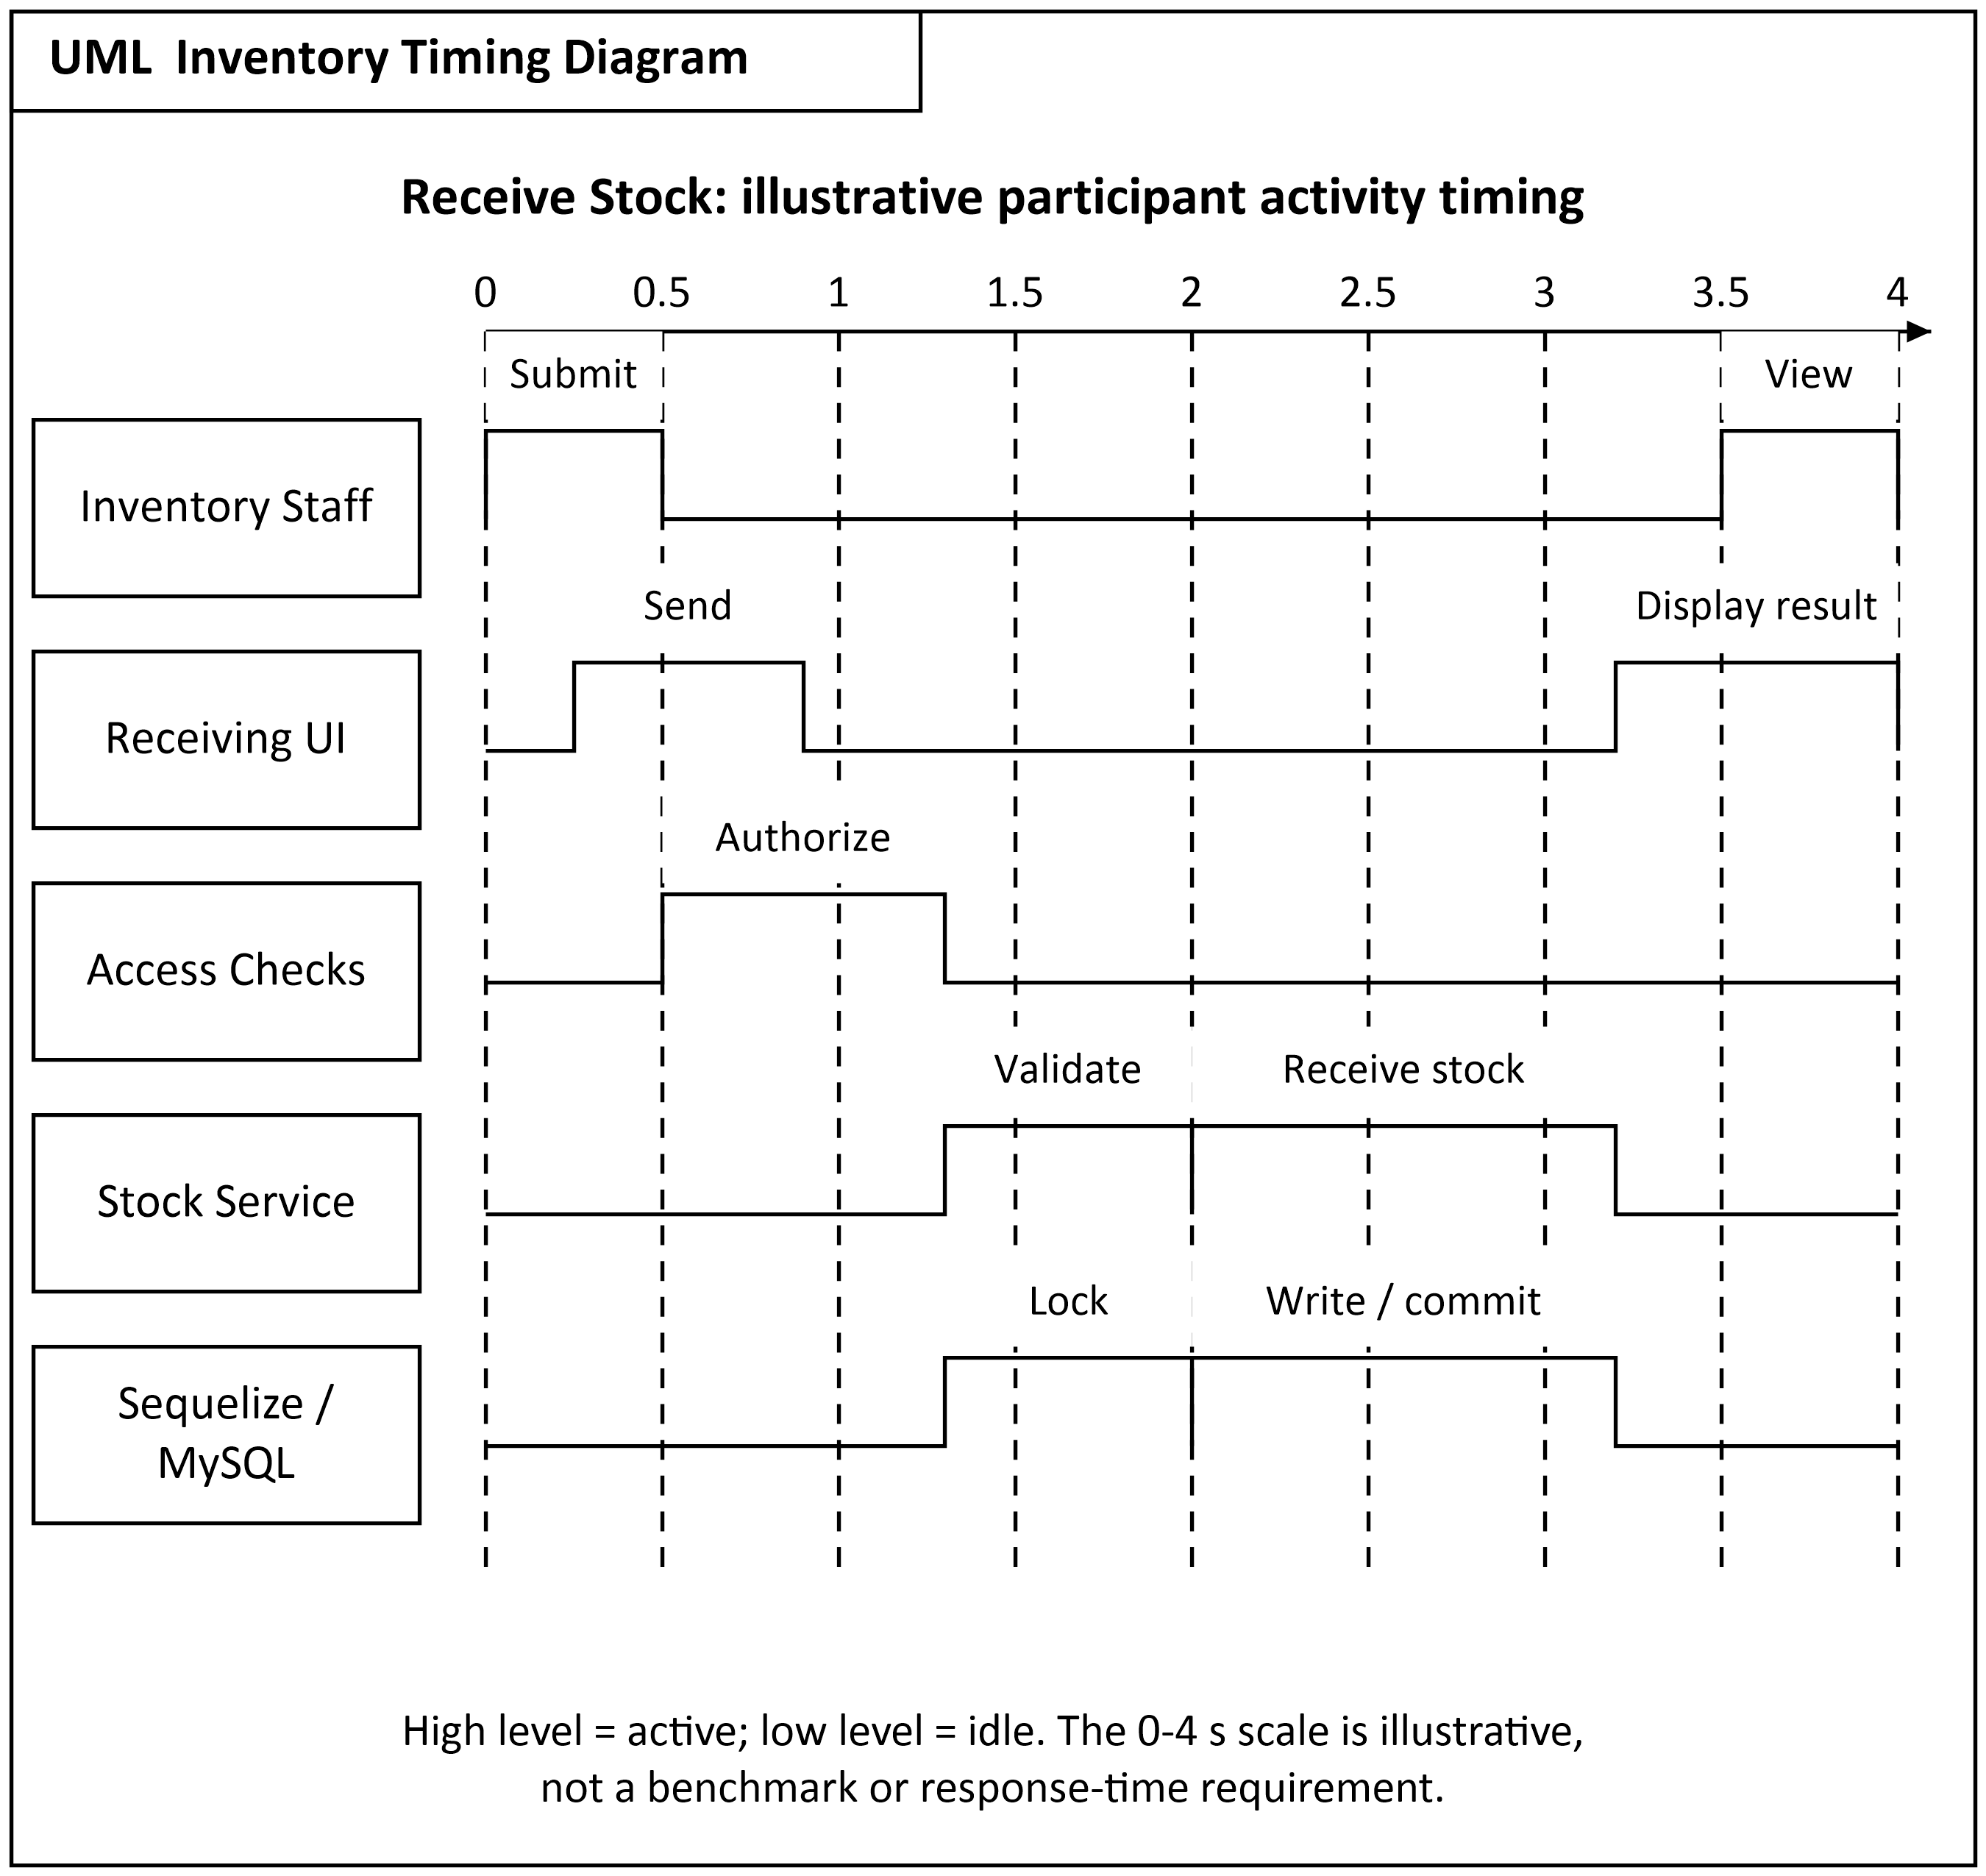 UML  Inventory Timing Diagram
Receive Stock: illustrative participant activity timing
0 0.5 1 1.5 2 2.5 3 3.5 4
Submit View
Inventory Staff
Send Display result
Receiving UI
Authorize
Access Checks
Validate Receive stock
Stock Service
Lock Write / commit
Sequelize /
MySQL
High level = active; low level = idle. The 0-4 s scale is illustrative,
not a benchmark or response-time requirement.